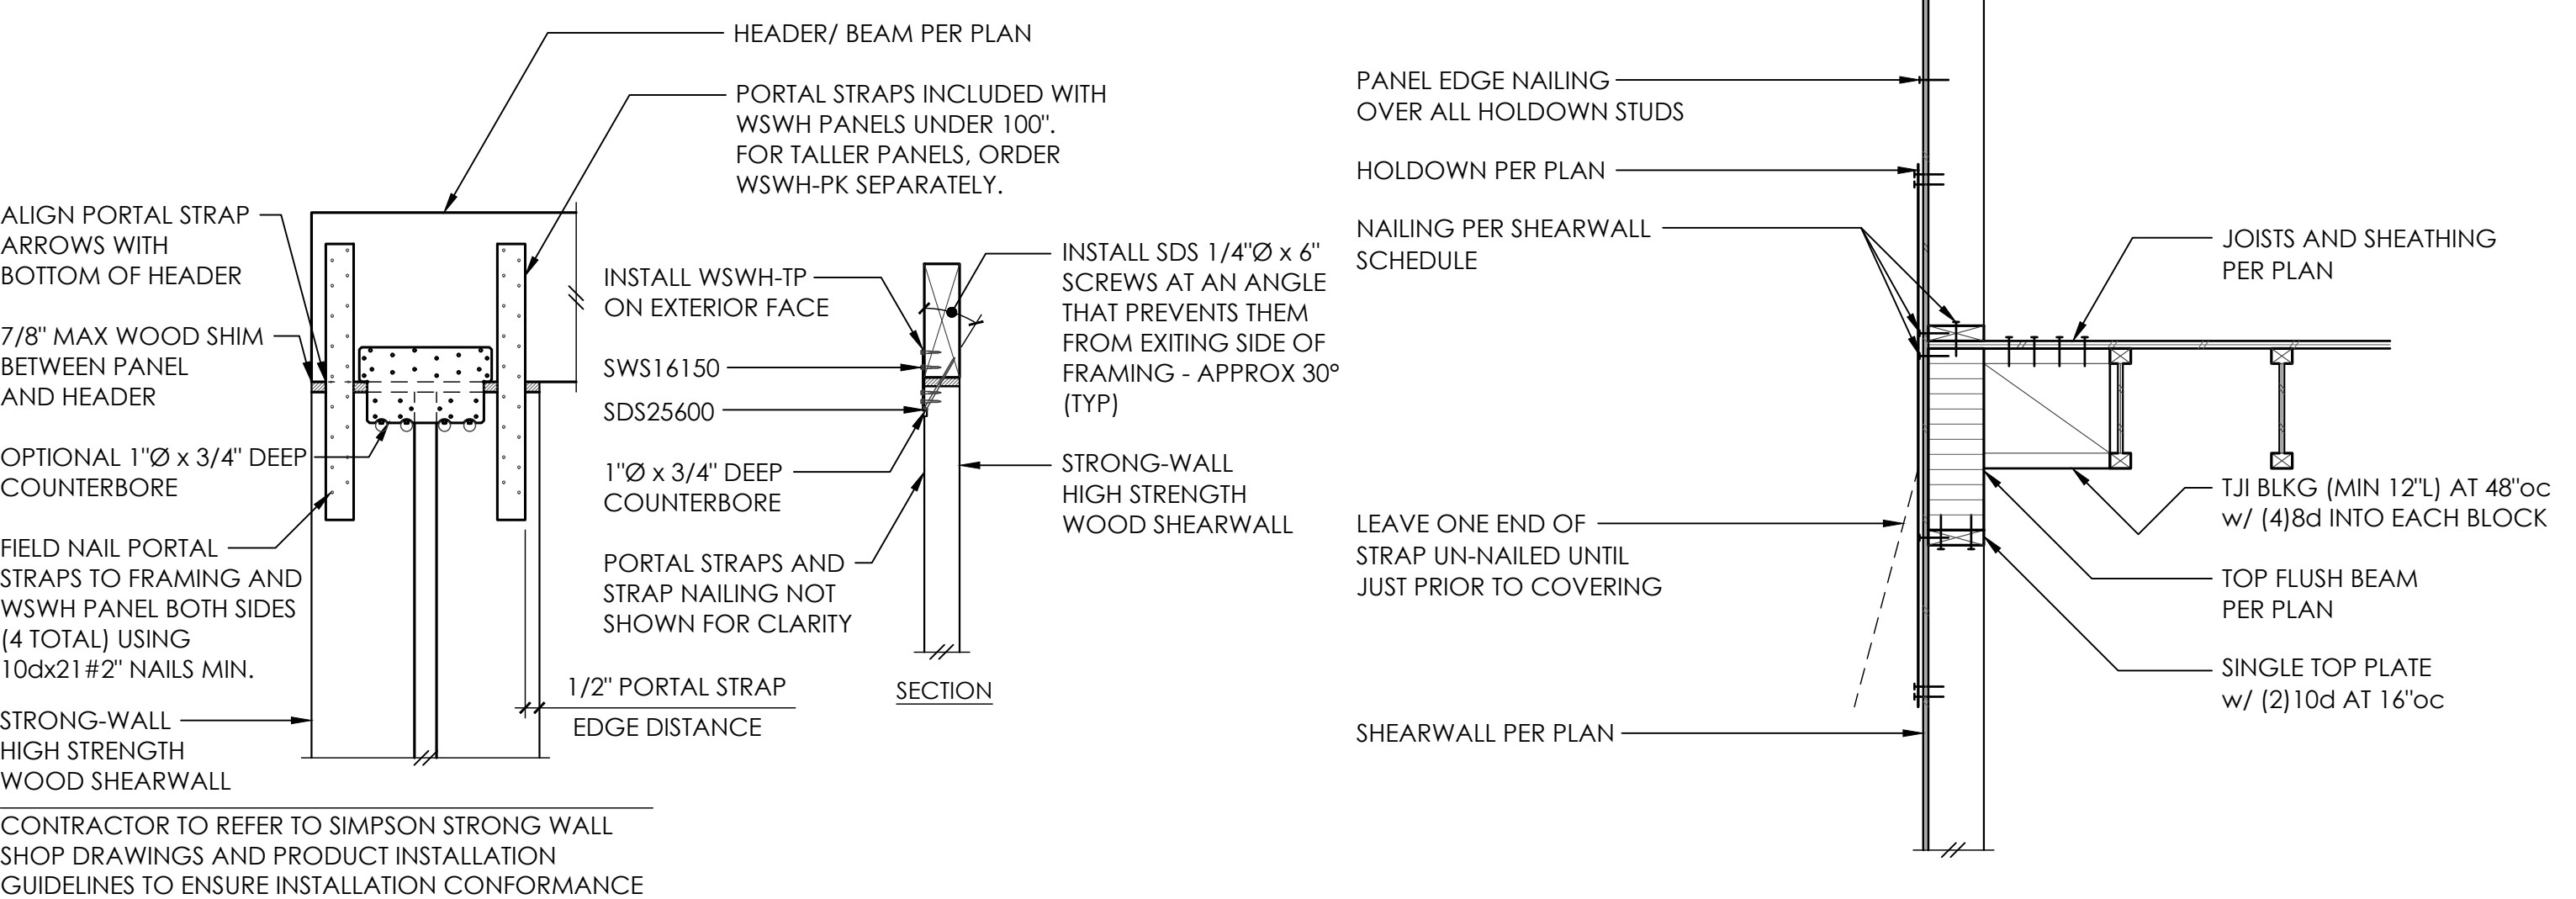 HEADER/ BEAM PER PLAN
PORTAL STRAPS INCLUDED WITH
WSWH PANELS UNDER 100".
FOR TALLER PANELS, ORDER
WSWH-PK SEPARATELY.
ALIGN PORTAL STRAP
ARROWS WITH
BOTTOM OF HEADER
7/8" MAX WOOD SHIM
BETWEEN PANEL
AND HEADER
OPTIONAL 1"Ø x 3/4" DEEP
COUNTERBORE
FIELD NAIL PORTAL
STRAPS TO FRAMING AND
WSWH PANEL BOTH SIDES
(4 TOTAL) USING
10dx21#2" NAILS MIN.
STRONG-WALL
HIGH STRENGTH
WOOD SHEARWALL
1/2" PORTAL STRAP
EDGE DISTANCE
CONTRACTOR TO REFER TO SIMPSON STRONG WALL
SHOP DRAWINGS AND PRODUCT INSTALLATION
GUIDELINES TO ENSURE INSTALLATION CONFORMANCE
INSTALL WSWH-TP
ON EXTERIOR FACE
SWS16150
SDS25600
1"Ø x 3/4" DEEP
COUNTERBORE
PORTAL STRAPS AND
STRAP NAILING NOT
SHOWN FOR CLARITY
INSTALL SDS 1/4"Ø x 6"
SCREWS AT AN ANGLE
THAT PREVENTS THEM
FROM EXITING SIDE OF
FRAMING - APPROX 30°
(TYP)
STRONG-WALL
HIGH STRENGTH
WOOD SHEARWALL
SECTION
PANEL EDGE NAILING
OVER ALL HOLDOWN STUDS
HOLDOWN PER PLAN
NAILING PER SHEARWALL
SCHEDULE
LEAVE ONE END OF
STRAP UN-NAILED UNTIL
JUST PRIOR TO COVERING
SHEARWALL PER PLAN
JOISTS AND SHEATHING
PER PLAN
TJI BLKG (MIN 12"L) AT 48"oc
w/ (4)8d INTO EACH BLOCK
TOP FLUSH BEAM
PER PLAN
SINGLE TOP PLATE
w/ (2)10d AT 16"oc